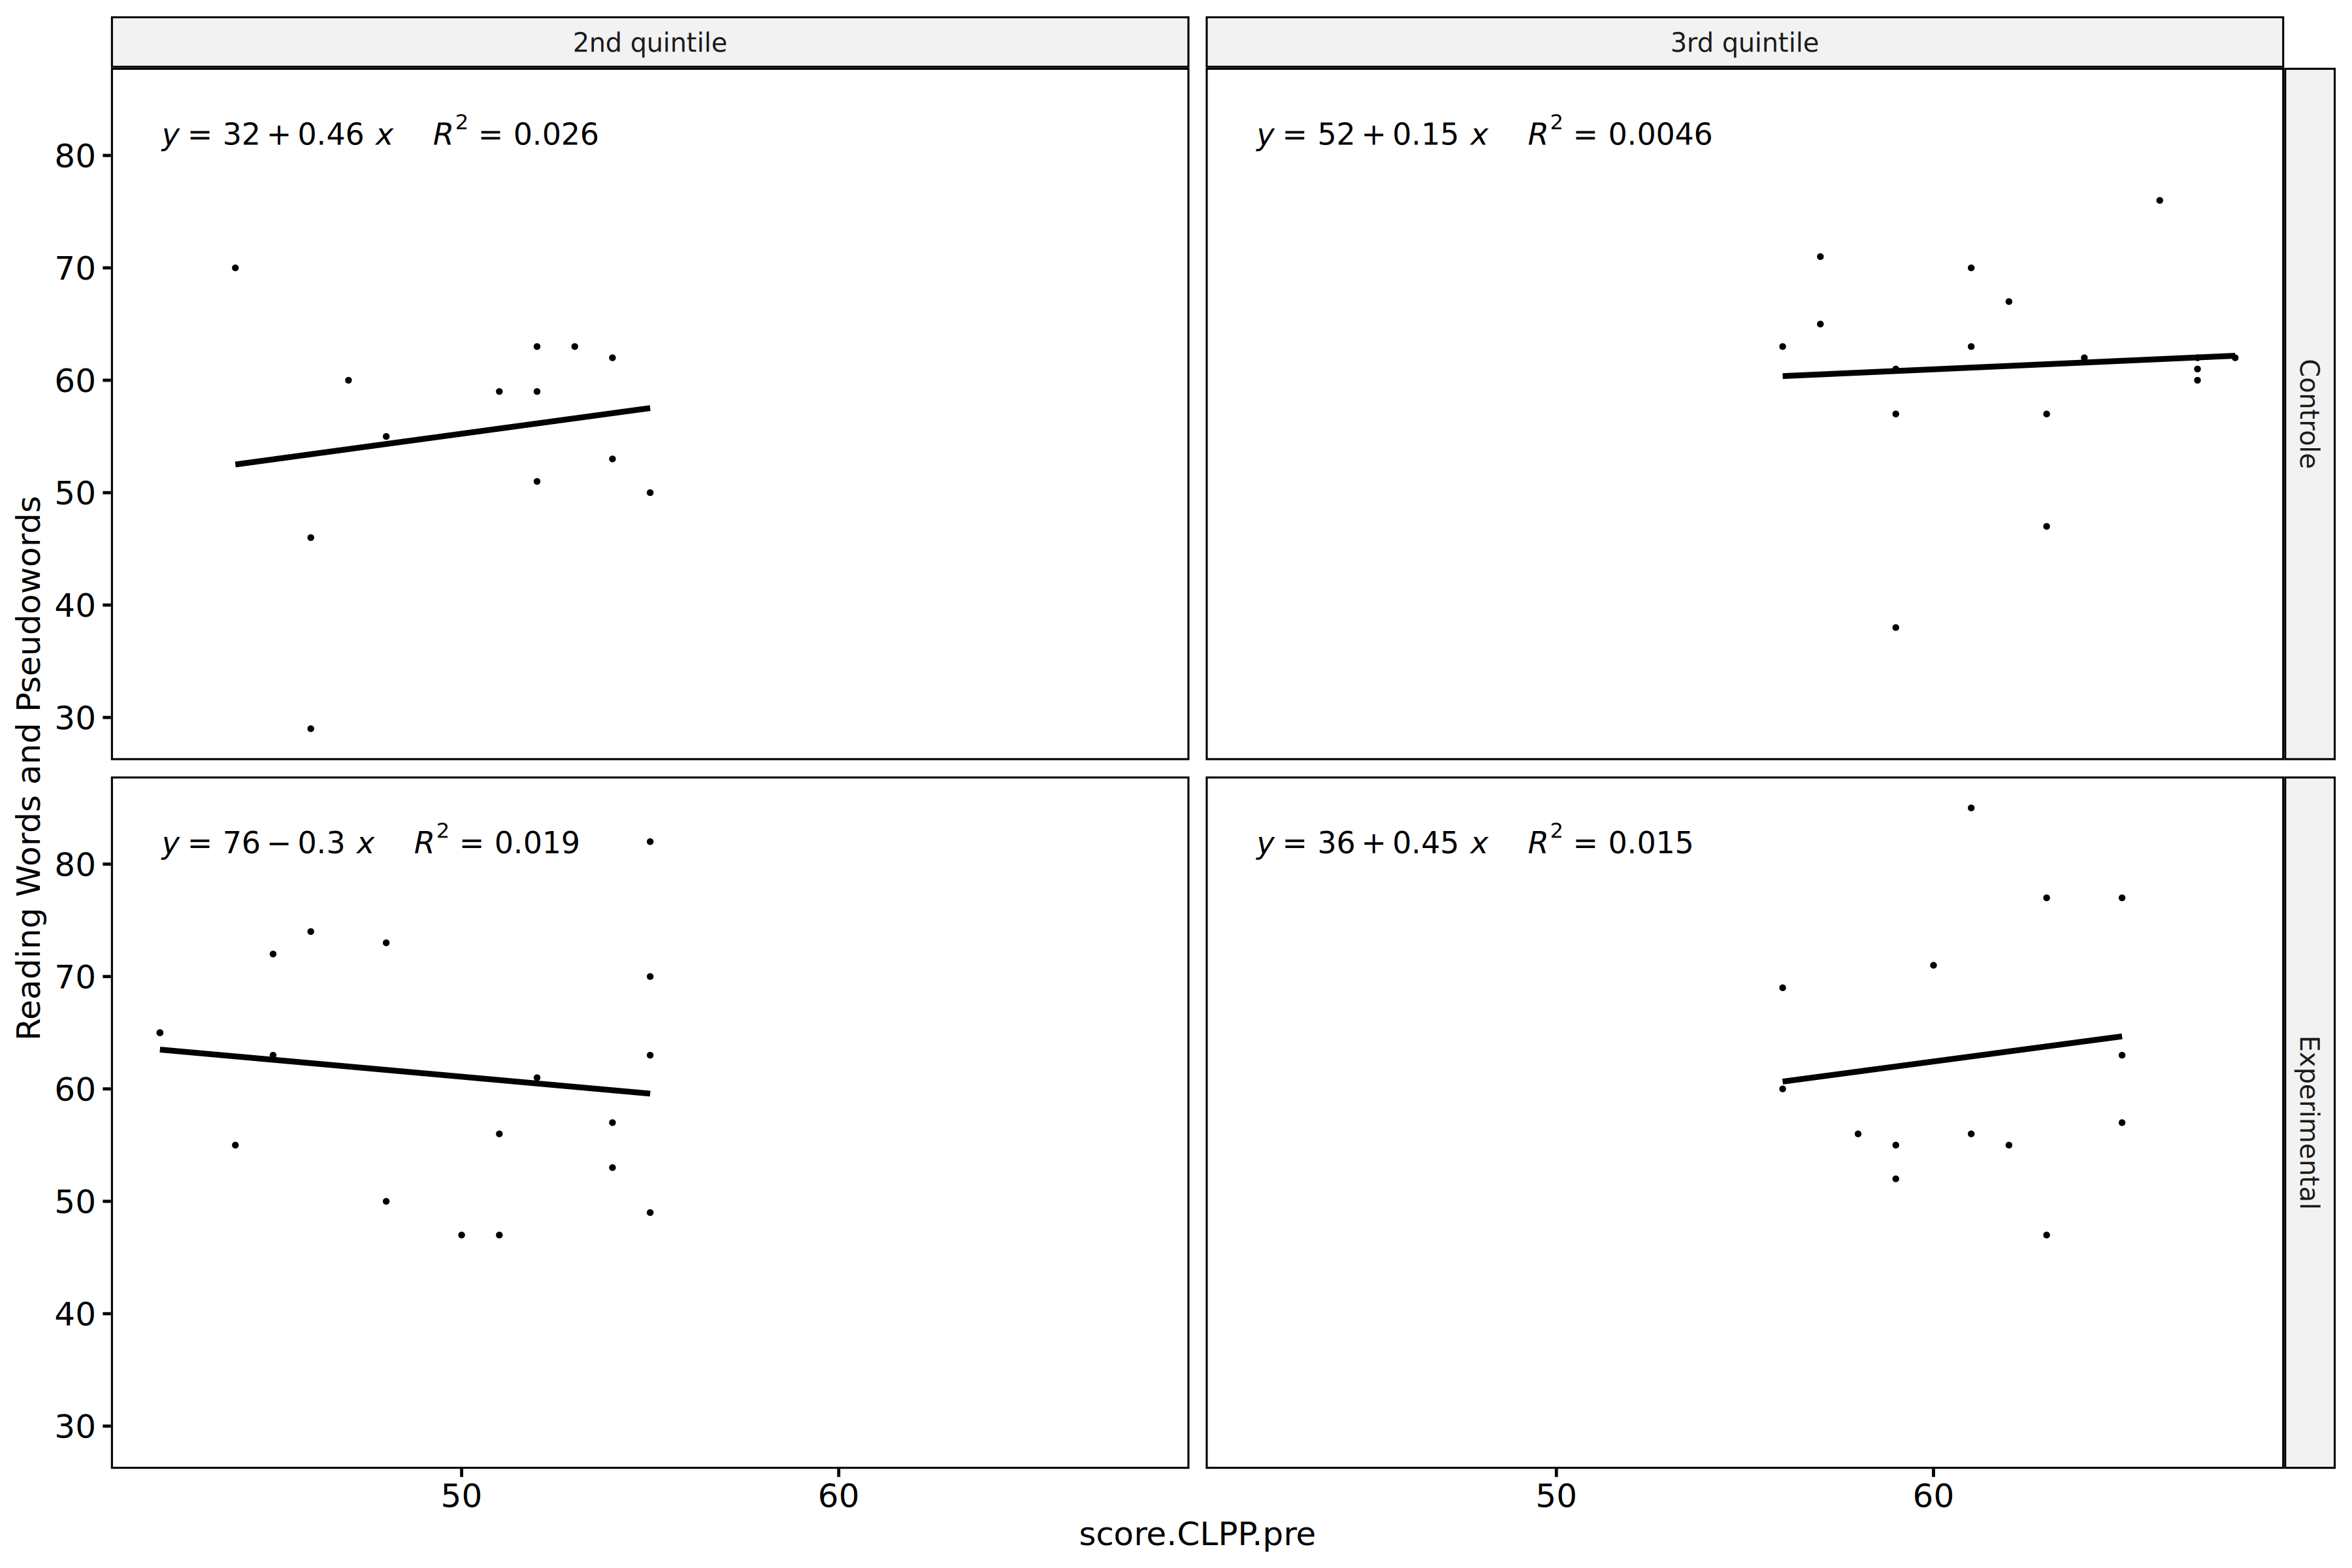 2nd quintile
3rd quintile
y = 32 + 0.46 x R² = 0.026
y = 52 + 0.15 x R² = 0.0046
80
70
60
50
40
30
Controle
Reading Words and Pseudowords
y = 76 − 0.3 x R² = 0.019
y = 36 + 0.45 x R² = 0.015
80
70
60
50
40
30
Experimental
50
60
50
60
score.CLPP.pre